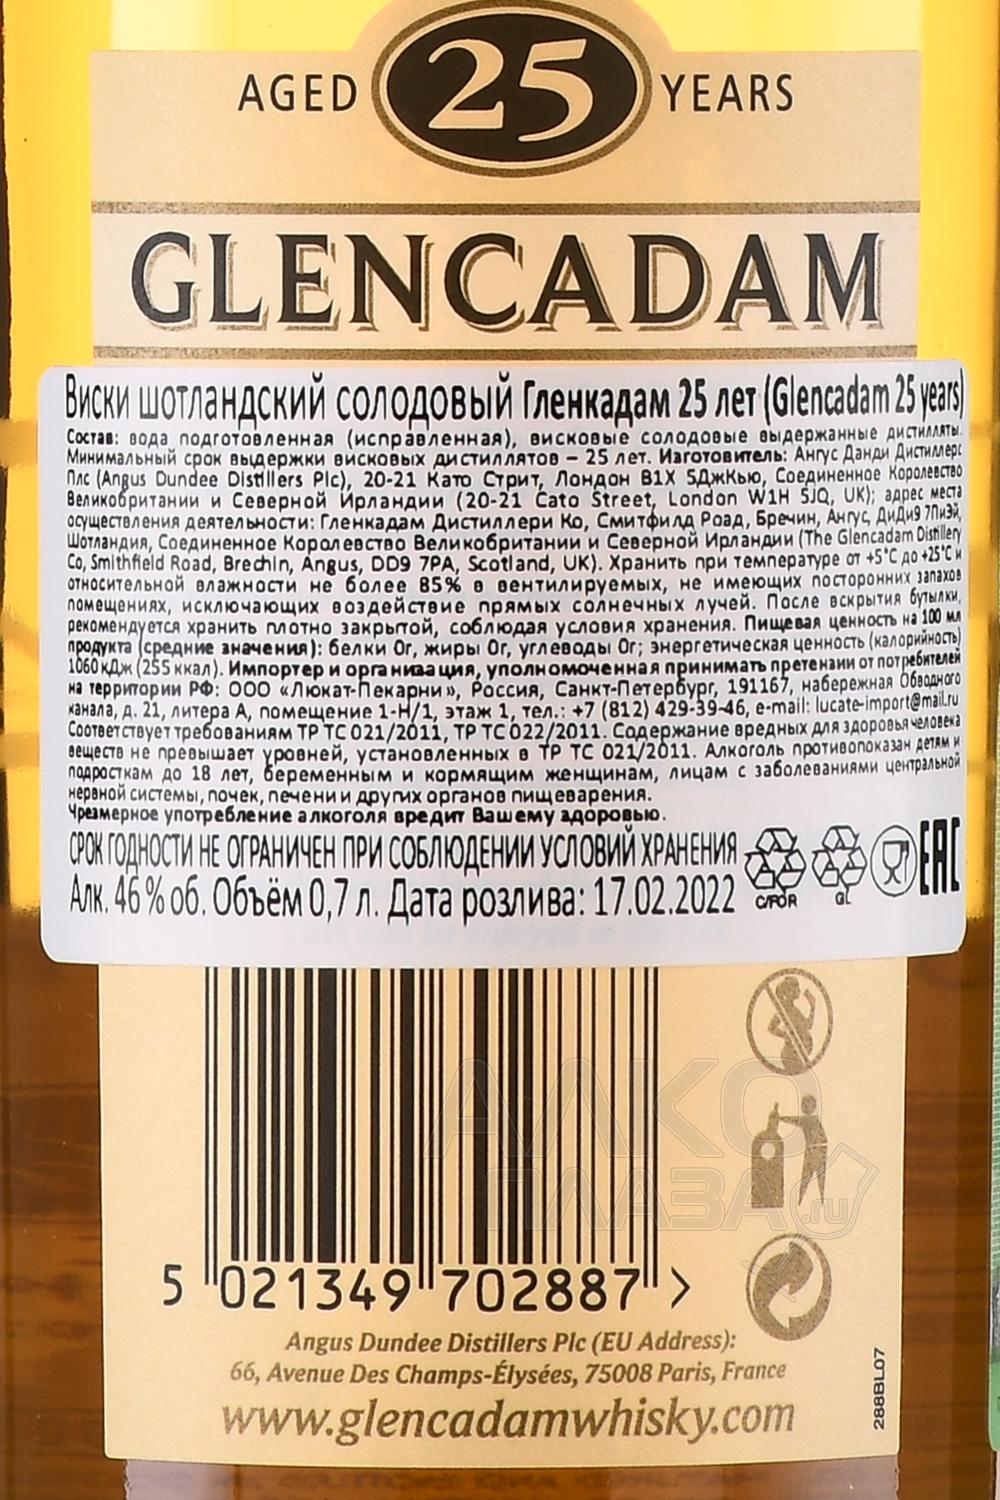 AGED 25 YEARS
GLENCADAM
Виски шотландский солодовый Гленкадам 25 лет (Glencadam 25 years)
Состав: вода подготовленная (исправленная), висковые солодовые выдержанные дистилляты.
Минимальный срок выдержки висковых дистиллятов – 25 лет. Изготовитель: Ангус Данди Дистиллерс
Плс (Angus Dundee Distillers Plc), 20-21 Като Стрит, Лондон В1Х 5ДжКью, Соединенное Королевство
Великобритании и Северной Ирландии (20-21 Cato Street, London W1H 5JQ, UK); адрес места
осуществления деятельности: Гленкадам Дистиллери Ко, Смитфилд Роад, Бречин, Ангус, ДиДи9 7ПиЭй,
Шотландия, Соединенное Королевство Великобритании и Северной Ирландии (The Glencadam Distillery
Co, Smithfield Road, Brechin, Angus, DD9 7PA, Scotland, UK). Хранить при температуре от +5°С до +25°С и
относительной влажности не более 85% в вентилируемых, не имеющих посторонних запахов
помещениях, исключающих воздействие прямых солнечных лучей. После вскрытия бутылки,
рекомендуется хранить плотно закрытой, соблюдая условия хранения. Пищевая ценность на 100 мл
продукта (средние значения): белки 0г, жиры 0г, углеводы 0г; энергетическая ценность (калорийность)
1060 кДж (255 ккал). Импортер и организация, уполномоченная принимать претензии от потребителей
на территории РФ: ООО «Люкат-Пекарни», Россия, Санкт-Петербург, 191167, набережная Обводного
канала, д. 21, литера А, помещение 1-Н/1, этаж 1, тел.: +7 (812) 429-39-46, e-mail: lucate-import@mail.ru
Соответствует требованиям ТР ТС 021/2011, ТР ТС 022/2011. Содержание вредных для здоровья человека
веществ не превышает уровней, установленных в ТР ТС 021/2011. Алкоголь противопоказан детям и
подросткам до 18 лет, беременным и кормящим женщинам, лицам с заболеваниями центральной
нервной системы, почек, печени и других органов пищеварения.
Чрезмерное употребление алкоголя вредит Вашему здоровью.
СРОК ГОДНОСТИ НЕ ОГРАНИЧЕН ПРИ СОБЛЮДЕНИИ УСЛОВИЙ ХРАНЕНИЯ
Алк. 46 % об. Объём 0,7 л. Дата розлива: 17.02.2022
C/FOR GL EAC
АЛКО
ПЛАЗА.ru
5 021349 702887 >
Angus Dundee Distillers Plc (EU Address):
66, Avenue Des Champs-Élysées, 75008 Paris, France
www.glencadamwhisky.com
288BL07